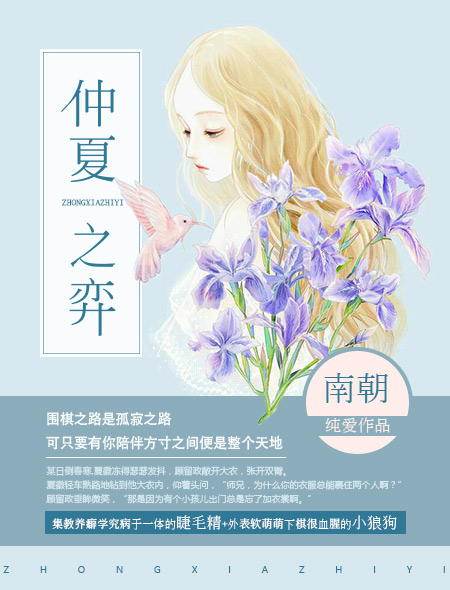 仲夏之弈
ZHONGXIAZHIYI
南朝
纯爱作品
围棋之路是孤寂之路
可只要有你陪伴方寸之间便是整个天地
某日倒春寒.夏徽冻得瑟瑟发抖，顾留政敞开大衣，张开双臂。
夏徽轻车熟路地钻到他大衣内，仰着头问，“师兄，为什么你的衣服总能裹住两个人啊？”
顾留政垂眸微笑，“那是因为有个小孩儿出门总是忘了加衣裳啊。”
集教养癖学究病于一体的睫毛精+外表软萌萌下棋很血腥的小狼狗
ZHONGXIAZHIYI